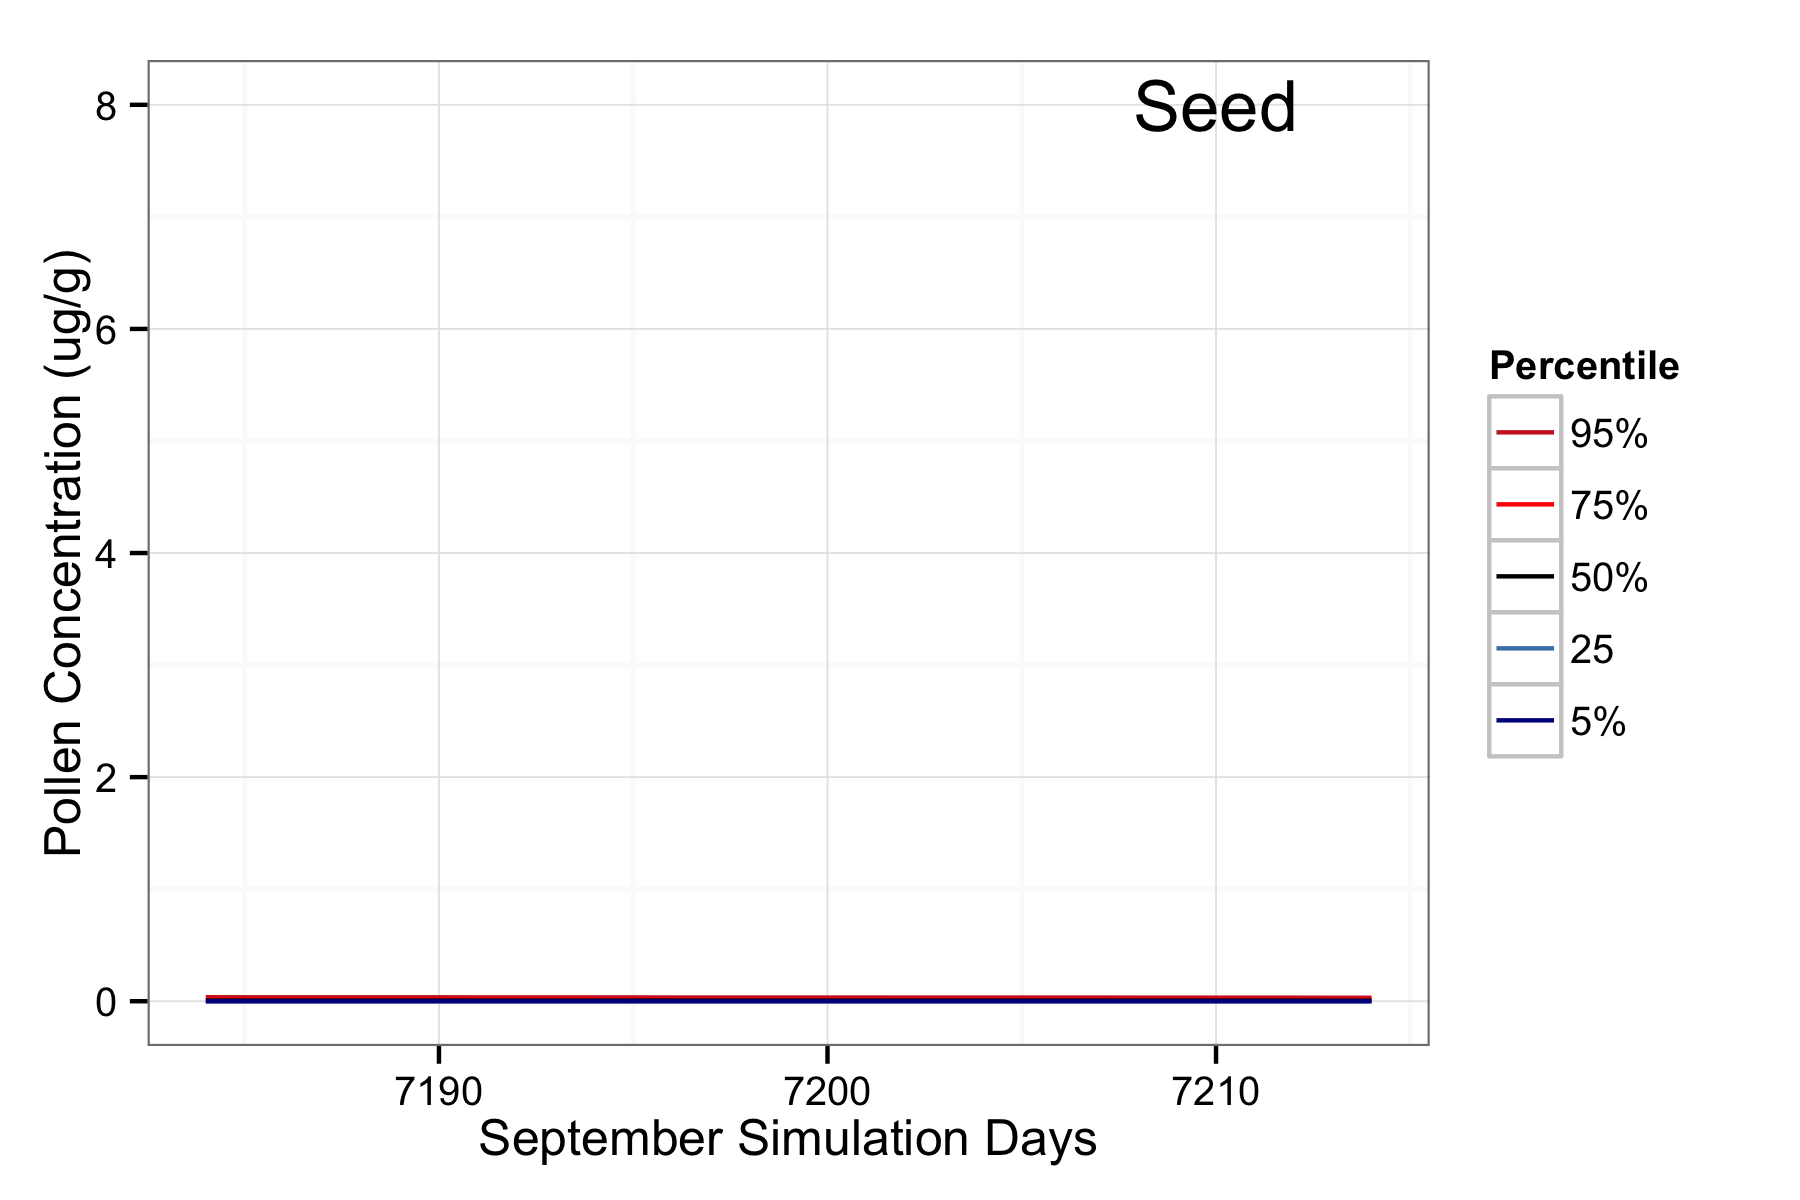 Seed
8
6
4
2
0
Pollen Concentration (ug/g)
7190 7200 7210
September Simulation Days
Percentile
95%
75%
50%
25
5%